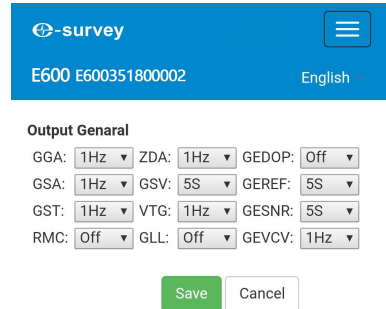 e-survey
E600 E600351800002 English
Output Genaral
GGA: 1Hz ZDA: 1Hz GEDOP: Off
GSA: 1Hz GSV: 5S GEREF: 5S
GST: 1Hz VTG: 1Hz GESNR: 5S
RMC: Off GLL: Off GEVCV: 1Hz
Save Cancel